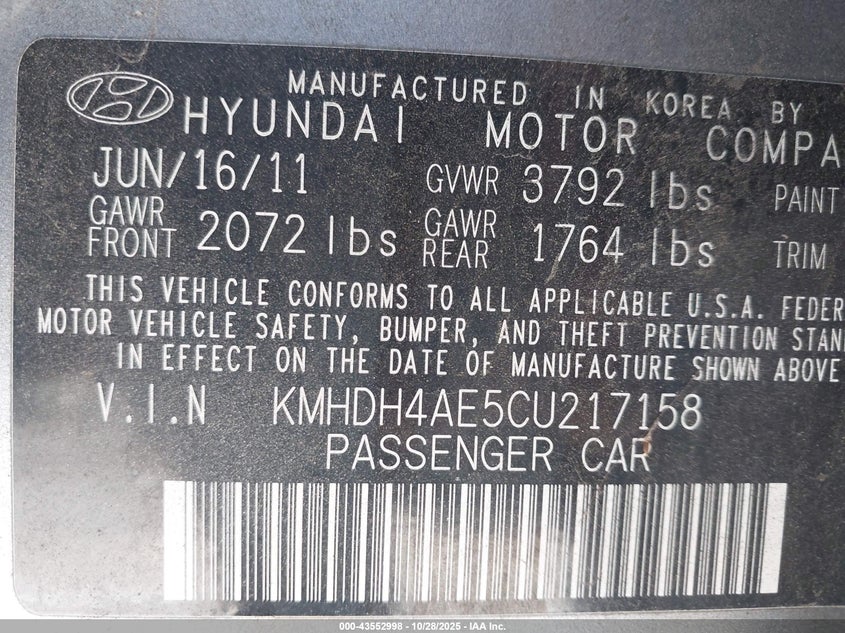 MANUFACTURED IN KOREA BY
HYUNDAI MOTOR COMPA
JUN/16/11 GVWR 3792 lbs PAINT
GAWR FRONT 2072 lbs GAWR REAR 1764 lbs TRIM
THIS VEHICLE CONFORMS TO ALL APPLICABLE U.S.A. FEDER
MOTOR VEHICLE SAFETY, BUMPER, AND THEFT PREVENTION STAN
IN EFFECT ON THE DATE OF MANUFACTURE SHOWN ABOVE
V.I.N KMHDH4AE5CU217158
PASSENGER CAR
000-43552998 - 10/28/2025 - IAA Inc.